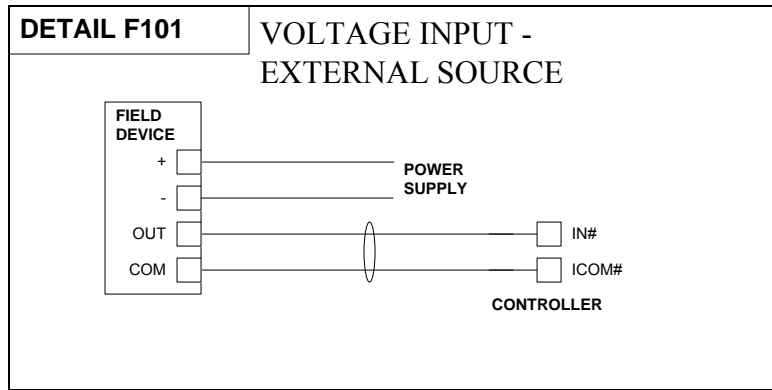 DETAIL F101
VOLTAGE INPUT -
EXTERNAL SOURCE
FIELD
DEVICE
+
-
OUT
COM
POWER
SUPPLY
IN#
ICOM#
CONTROLLER